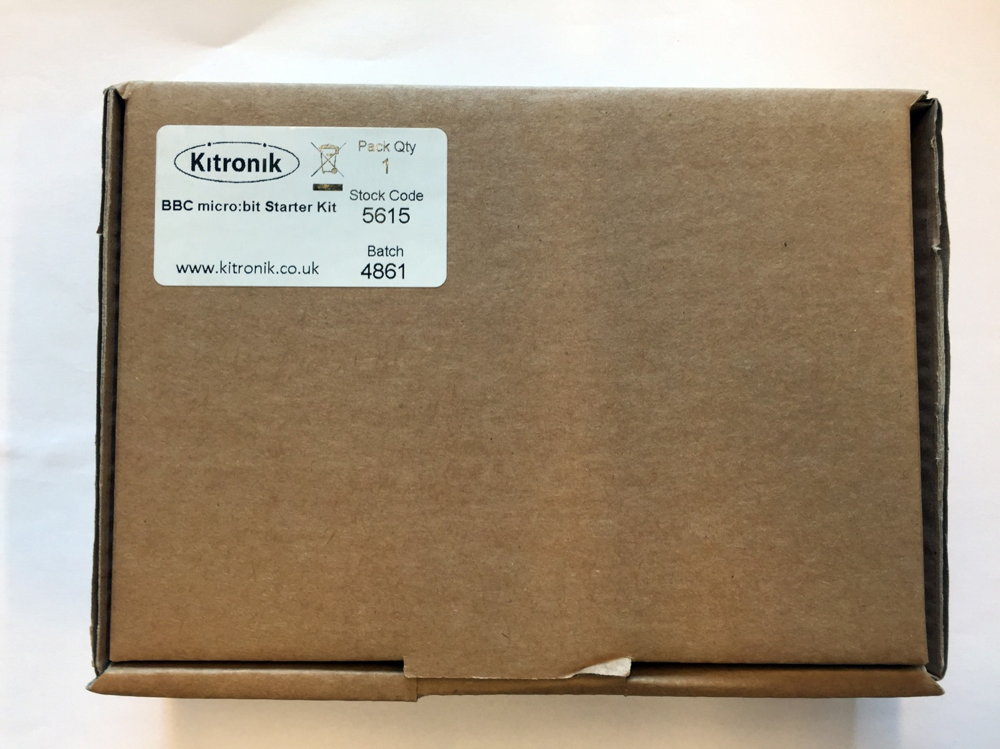 Kitronik
BBC micro:bit Starter Kit
www.kitronik.co.uk
Pack Qty
1
Stock Code
5615
Batch
4861